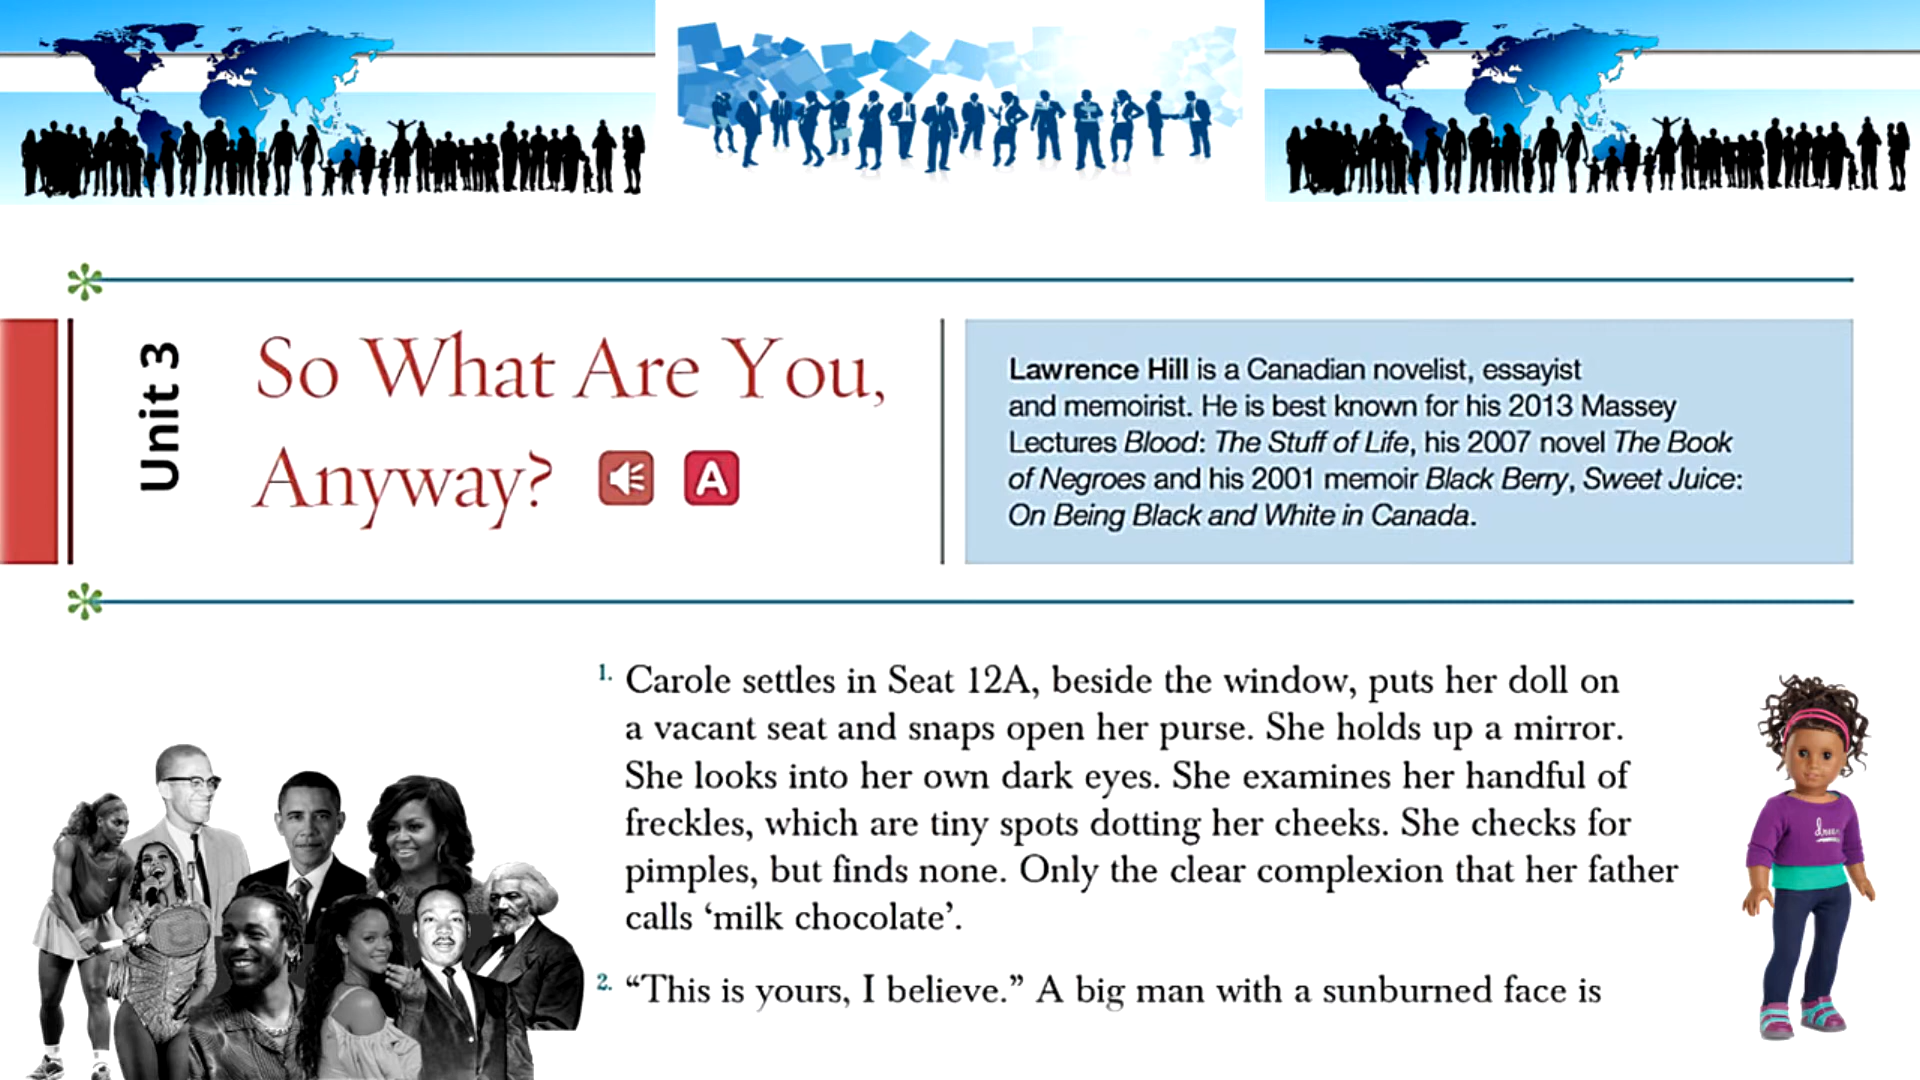 Unit 3
So What Are You,
Anyway?
A
Lawrence Hill is a Canadian novelist, essayist
and memoirist. He is best known for his 2013 Massey
Lectures Blood: The Stuff of Life, his 2007 novel The Book
of Negroes and his 2001 memoir Black Berry, Sweet Juice:
On Being Black and White in Canada.
1. Carole settles in Seat 12A, beside the window, puts her doll on
a vacant seat and snaps open her purse. She holds up a mirror.
She looks into her own dark eyes. She examines her handful of
freckles, which are tiny spots dotting her cheeks. She checks for
pimples, but finds none. Only the clear complexion that her father
calls ‘milk chocolate’.
2. “This is yours, I believe.” A big man with a sunburned face is